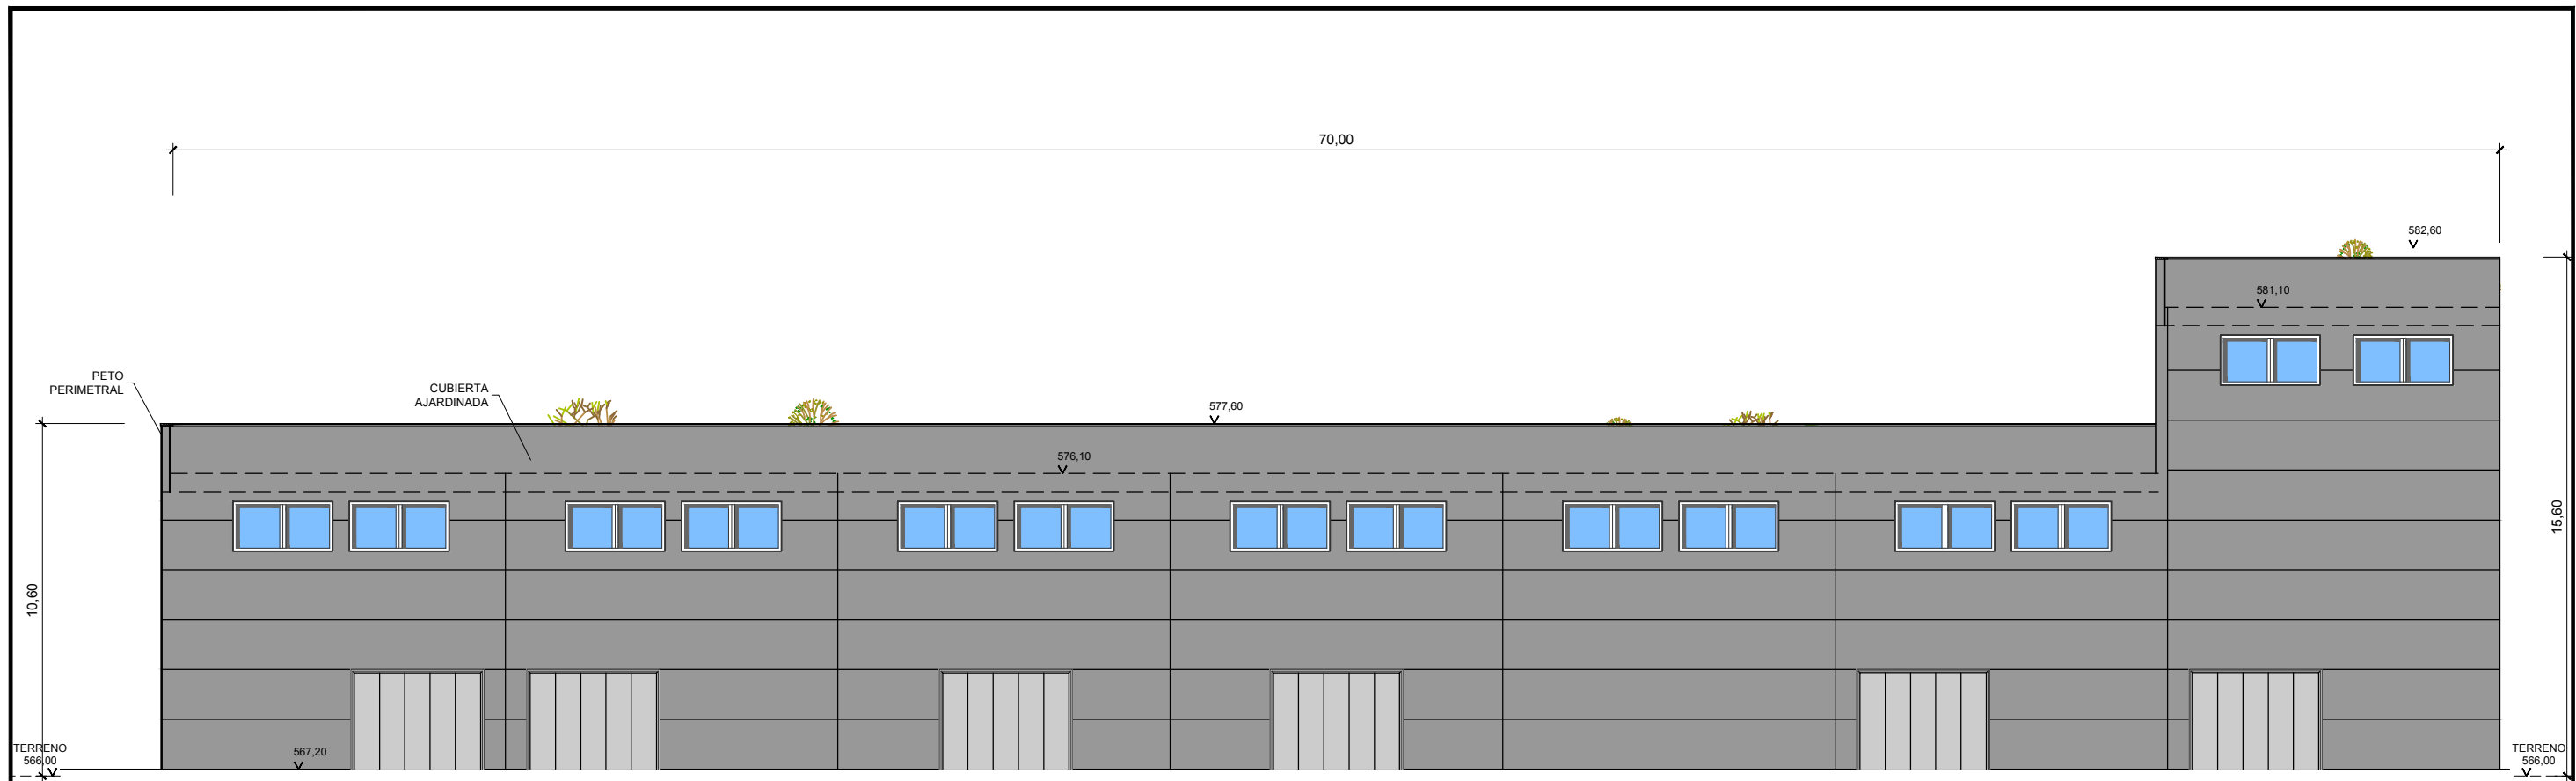 70,00
582,60
581,10
PETO
PERIMETRAL
CUBIERTA
AJARDINADA
577,60
576,10
15,60
10,60
TERRENO
566,00
567,20
TERRENO
566,00